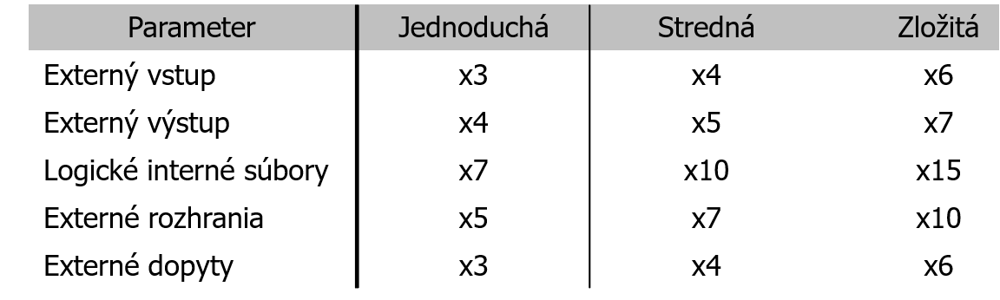 Parameter Jednoduchá Stredná Zložitá
Externý vstup x3 x4 x6
Externý výstup x4 x5 x7
Logické interné súbory x7 x10 x15
Externé rozhrania x5 x7 x10
Externé dopyty x3 x4 x6